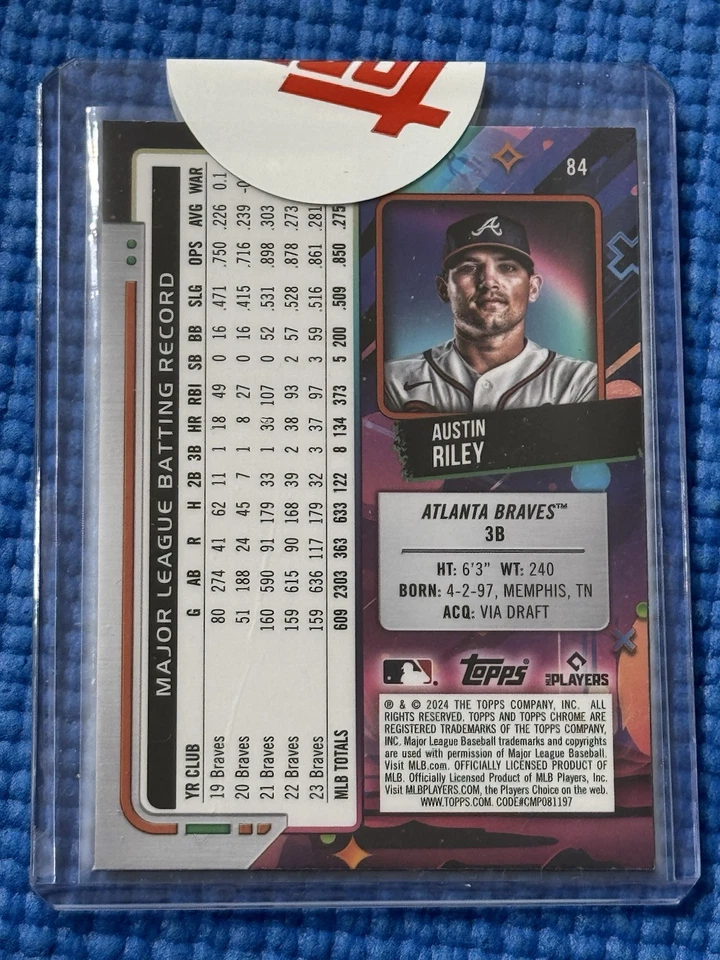 84
AUSTIN
RILEY
ATLANTA BRAVES™
3B
HT: 6'3" WT: 240
BORN: 4-2-97, MEMPHIS, TN
ACQ: VIA DRAFT
topps®
MLB PLAYERS
® & © 2024 THE TOPPS COMPANY, INC. ALL
RIGHTS RESERVED. TOPPS AND TOPPS CHROME ARE
REGISTERED TRADEMARKS OF THE TOPPS COMPANY,
INC. Major League Baseball trademarks and copyrights
are used with permission of Major League Baseball.
Visit MLB.com. OFFICIALLY LICENSED PRODUCT OF
MLB. Officially Licensed Product of MLB Players, Inc.
Visit MLBPLAYERS.COM, the Players Choice on the web.
WWW.TOPPS.COM. CODE#CMP081197
MAJOR LEAGUE BATTING RECORD
YR CLUB G AB R H 2B 3B HR RBI SB BB SLG OPS AVG WAR
19 Braves 80 274 41 62 11 1 18 49 0 16 .471 .750 .226 0.1
20 Braves 51 188 24 45 7 1 8 27 0 16 .415 .716 .239
21 Braves 160 590 91 179 33 1 33 107 0 52 .531 .898 .303
22 Braves 159 615 90 168 39 2 38 93 2 57 .528 .878 .273
23 Braves 159 636 117 179 32 3 37 97 3 59 .516 .861 .281
MLB TOTALS 609 2303 363 633 122 8 134 373 5 200 .509 .850 .275